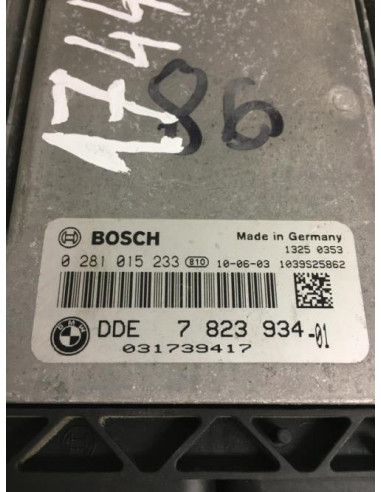 1744
86
BOSCH Made in Germany
1325 0353
0 281 015 233 810 10-06-03 1039S25862
BMW DDE 7 823 934-01
031739417